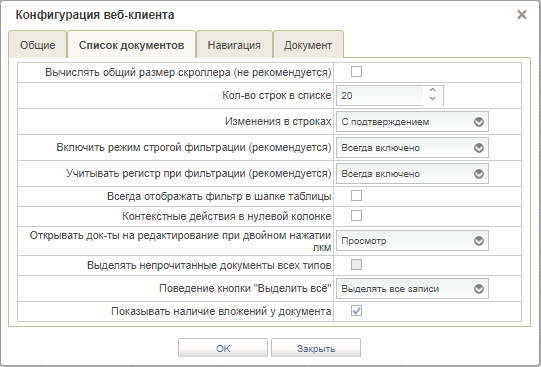 Конфигурация веб-клиента
Общие
Список документов
Навигация
Документ
Вычислять общий размер скроллера (не рекомендуется)
Кол-во строк в списке 20
Изменения в строках С подтверждением
Включить режим строгой фильтрации (рекомендуется) Всегда включено
Учитывать регистр при фильтрации (рекомендуется) Всегда включено
Всегда отображать фильтр в шапке таблицы
Контекстные действия в нулевой колонке
Открывать док-ты на редактирование при двойном нажатии
лкм Просмотр
Выделять непрочитанные документы всех типов
Поведение кнопки "Выделить всё" Выделять все записи
Показывать наличие вложений у документа
OK
Закрыть